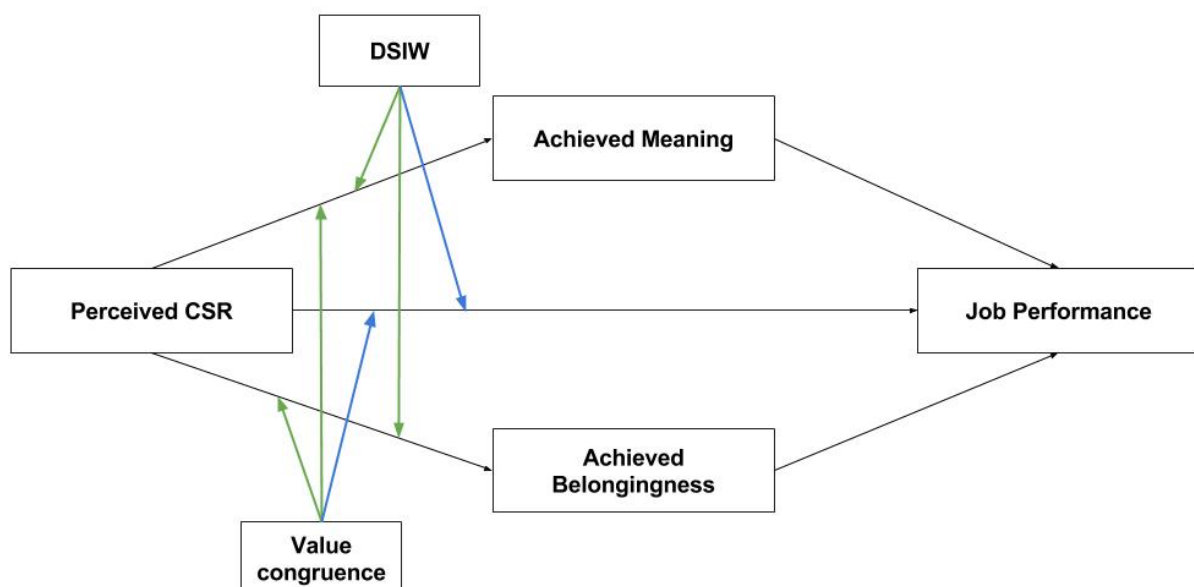 DSIW
Achieved Meaning
Perceived CSR
Job Performance
Achieved
Belongingness
Value
congruence